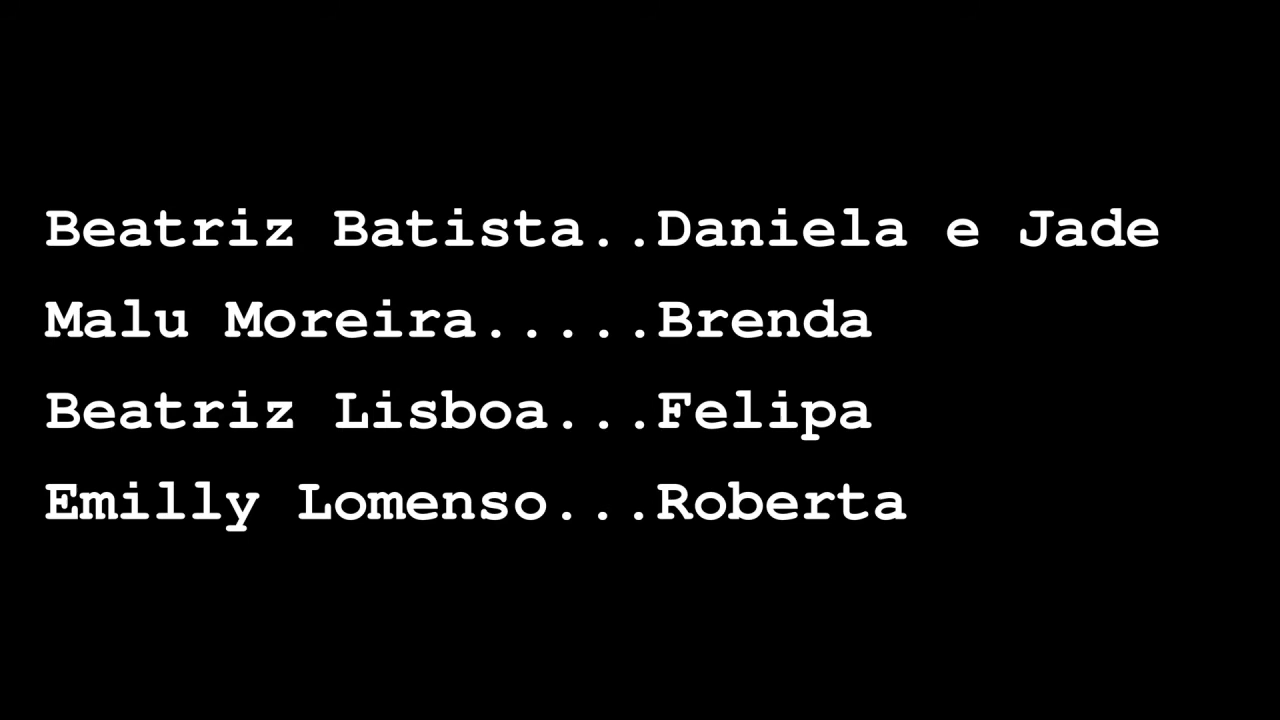 Beatriz Batista..Daniela e Jade
Malu Moreira.....Brenda
Beatriz Lisboa...Felipa
Emilly Lomenso...Roberta